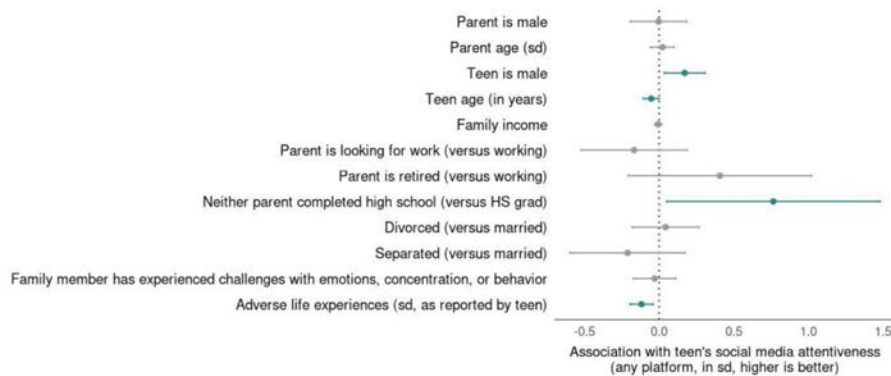 Parent is male
Parent age (sd)
Teen is male
Teen age (in years)
Family income
Parent is looking for work (versus working)
Parent is retired (versus working)
Neither parent completed high school (versus HS grad)
Divorced (versus married)
Separated (versus married)
Family member has experienced challenges with emotions, concentration, or behavior
Adverse life experiences (sd, as reported by teen)
-0.5 0.0 0.5 1.0 1.5
Association with teen's social media attentiveness
(any platform, in sd, higher is better)